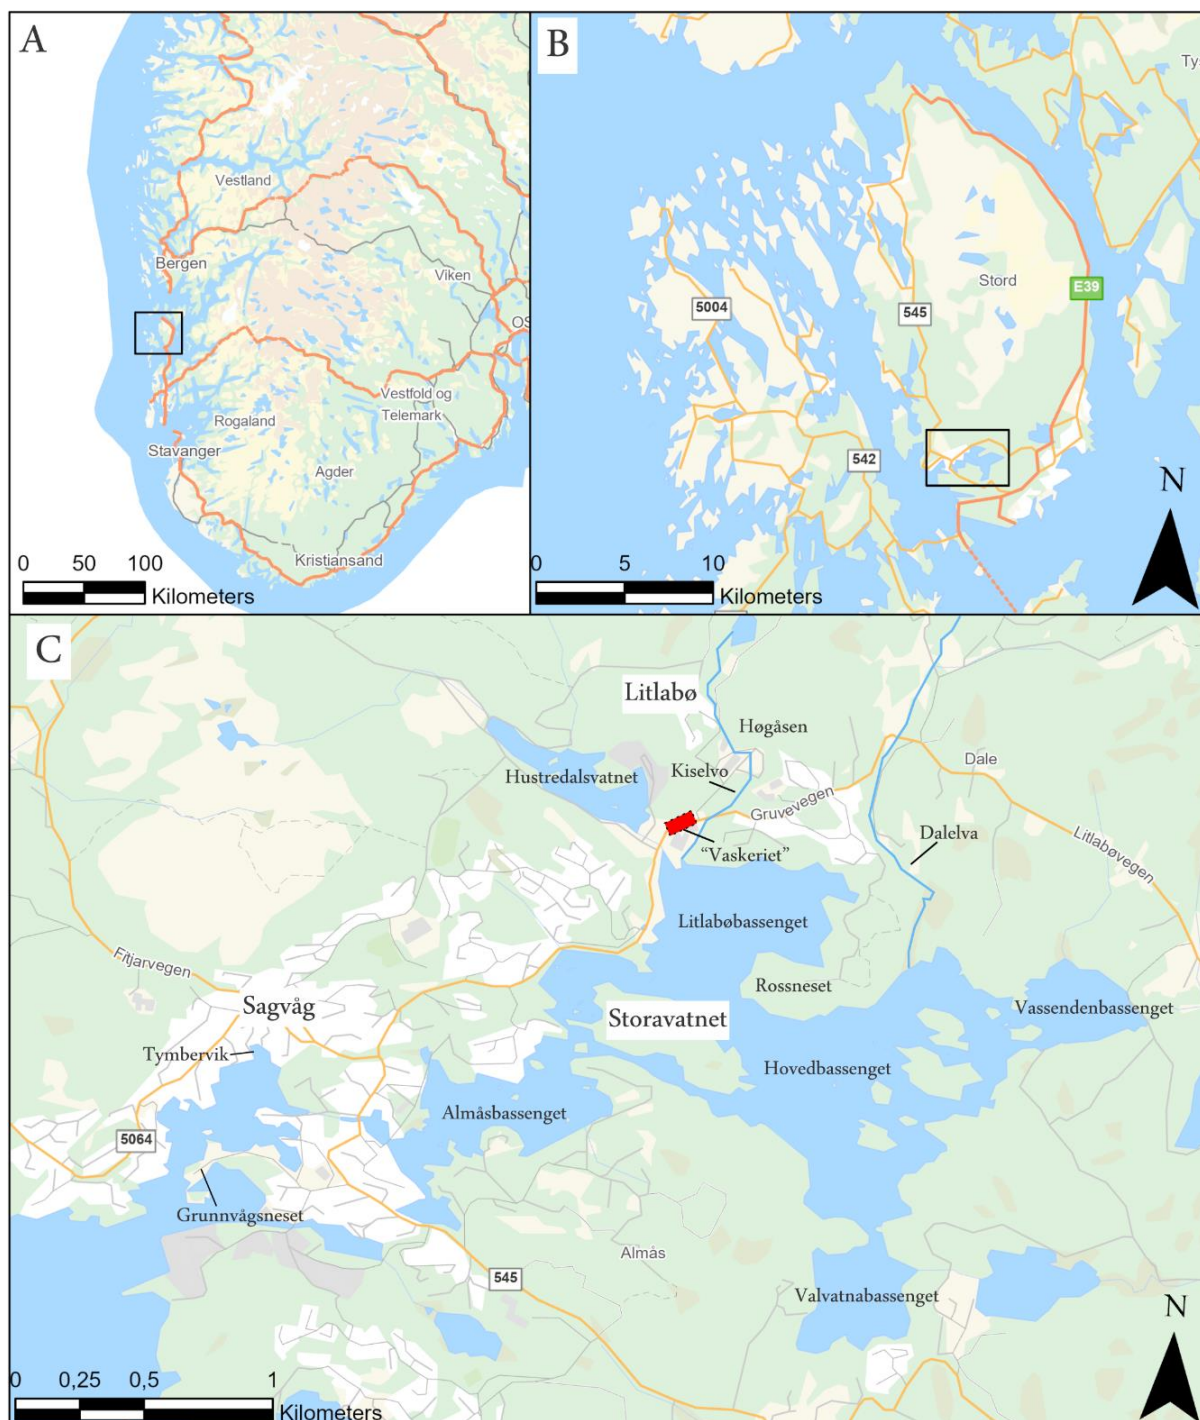 A
Vestland
Bergen
Viken
OS
Vestfold og
Telemark
Rogaland
Stavanger
Agder
Kristiansand
0 50 100
Kilometers
B
Tys
Stord
E39
5004
545
542
N
0 5 10
Kilometers
C
Litlabø
Høgåsen
Dale
Hustredalsvatnet
Kiselvo
Gruvevegen
"Vaskeriet"
Dalelva
Litlabøvegen
Litlabøbassenget
Fitjarvegen
Rossneset
Sagvåg
Storavatnet
Vassendenbassenget
Tymbervik
Hovedbassenget
Almåsbassenget
5064
Grunnvågsneset
Almås
545
Valvatnabassenget
N
0 0,25 0,5 1
Kilometers